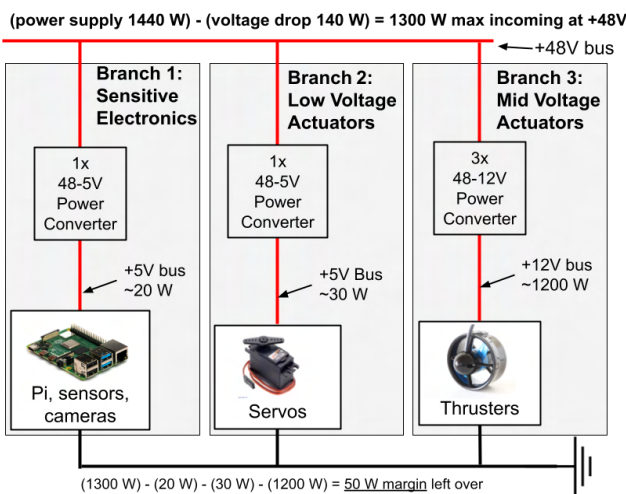 (power supply 1440 W) - (voltage drop 140 W) = 1300 W max incoming at +48V
+48V bus
Branch 1:
Sensitive
Electronics
Branch 2:
Low Voltage
Actuators
Branch 3:
Mid Voltage
Actuators
1x
48-5V
Power
Converter
1x
48-5V
Power
Converter
3x
48-12V
Power
Converter
+5V bus
~20 W
+5V Bus
~30 W
+12V bus
~1200 W
Pi, sensors,
cameras
Servos
Thrusters
(1300 W) - (20 W) - (30 W) - (1200 W) = 50 W margin left over